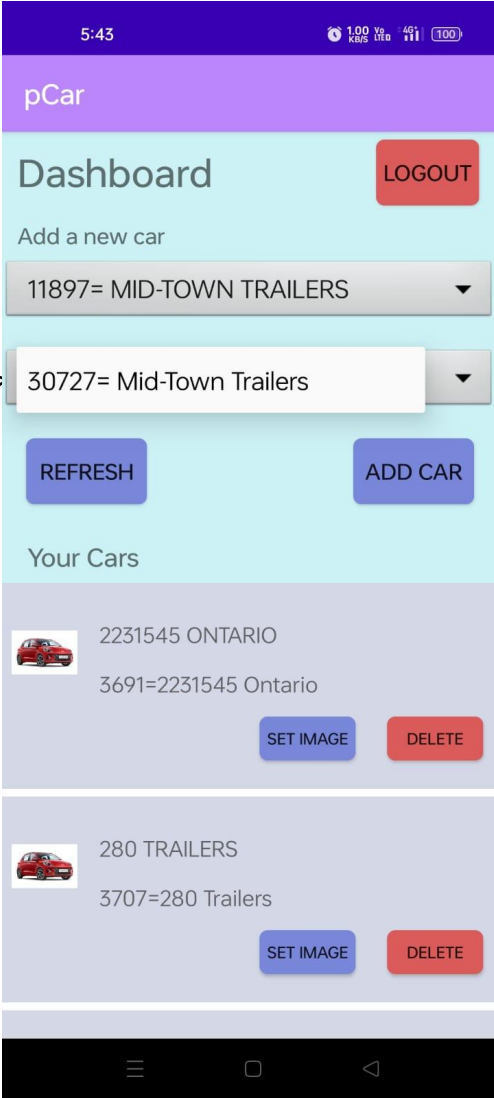 5:43 1.00 KB/S Vo LTE 4G+ 100
pCar
Dashboard LOGOUT
Add a new car
11897= MID-TOWN TRAILERS
30727= Mid-Town Trailers
REFRESH ADD CAR
Your Cars
2231545 ONTARIO
3691=2231545 Ontario
SET IMAGE DELETE
280 TRAILERS
3707=280 Trailers
SET IMAGE DELETE